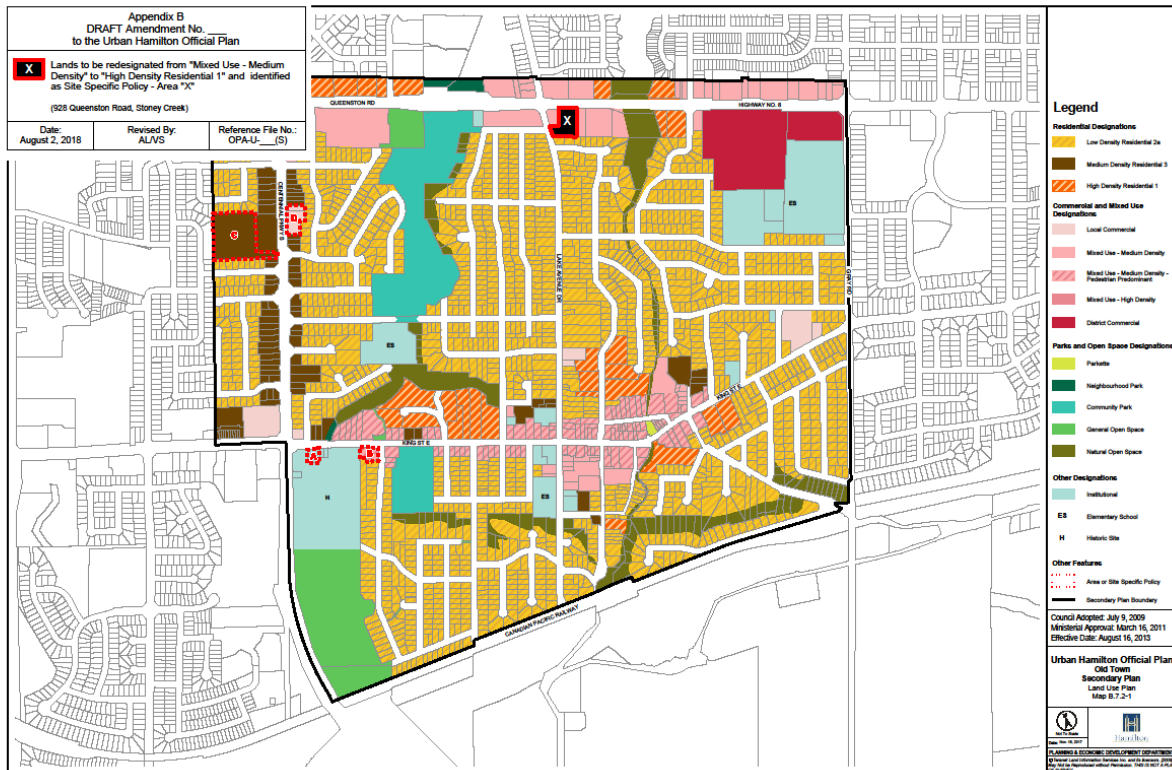 Appendix B
DRAFT Amendment No. ___
to the Urban Hamilton Official Plan
X
Lands to be redesignated from "Mixed Use - Medium
Density" to "High Density Residential 1" and identified
as Site Specific Policy - Area "X"
(928 Queenston Road, Stoney Creek)
Date:
August 2, 2018
Revised By:
AL/VS
Reference File No.:
OPA-U-___(S)
QUEENSTON RD
HIGHWAY NO. 8
X
ES
CENTENNIAL PKWY S
D
C
LAKE AVENUE DR
GRAY RD
ES
KING ST E
KING ST E
A
B
H
ES
CANADIAN PACIFIC RAILWAY
Legend
Residential Designations
Low Density Residential 2a
Medium Density Residential 3
High Density Residential 1
Commercial and Mixed Use
Designations
Local Commercial
Mixed Use - Medium Density
Mixed Use - Medium Density -
Pedestrian Predominant
Mixed Use - High Density
District Commercial
Parks and Open Space Designations
Parkette
Neighbourhood Park
Community Park
General Open Space
Natural Open Space
Other Designations
Institutional
ES
Elementary School
H
Historic Site
Other Features
Area or Site Specific Policy
Secondary Plan Boundary
Council Adopted: July 9, 2009
Ministerial Approval: March 16, 2011
Effective Date: August 16, 2013
Urban Hamilton Official Plan
Old Town
Secondary Plan
Land Use Plan
Map B.7.2-1
Not To Scale
Hamilton
PLANNING & ECONOMIC DEVELOPMENT DEPARTMENT